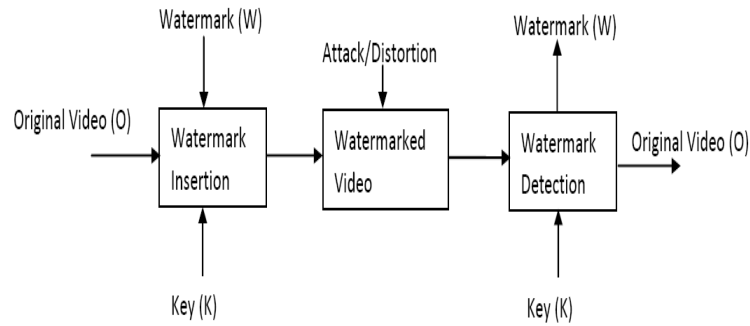 Watermark (W)
Attack/Distortion
Watermark (W)
Original Video (O)
Watermark
Insertion
Watermarked
Video
Watermark
Detection
Original Video (O)
Key (K)
Key (K)